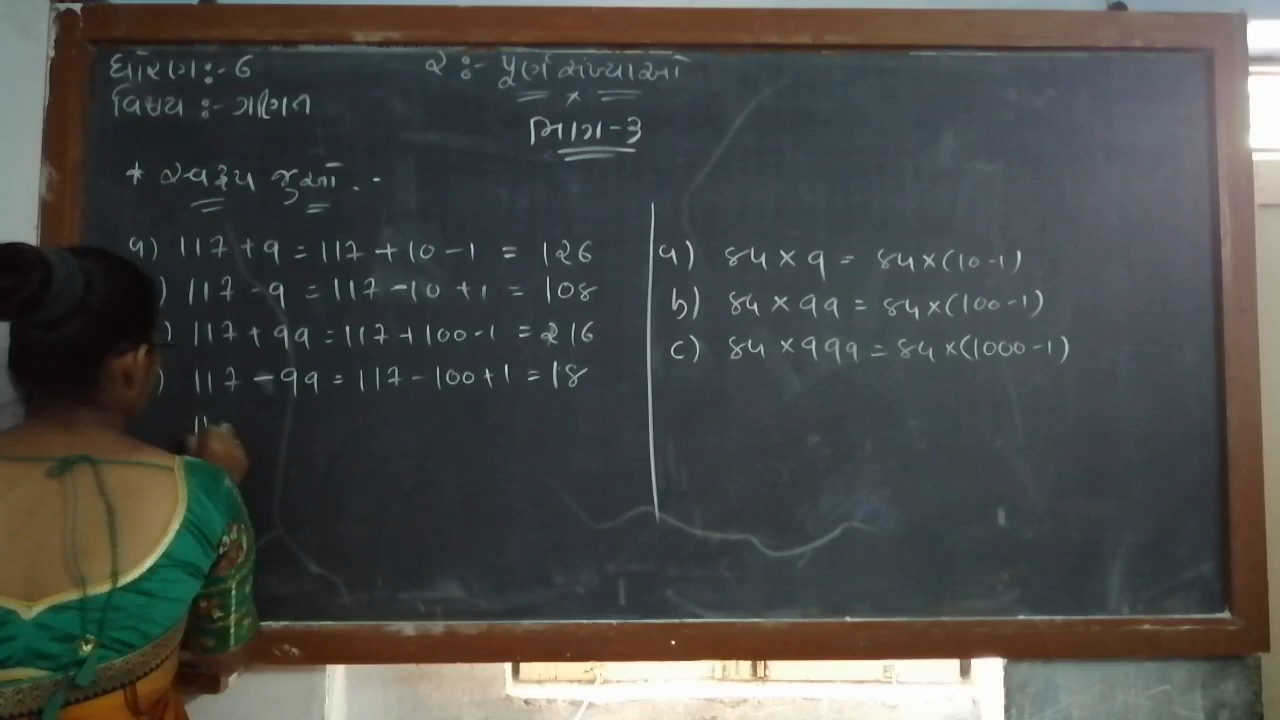 ધોરણ :- 6
૨ :- પૂર્ણ સંખ્યાઓ
વિષય :- ગણિત
ભાગ-3
* સ્વરૂપ જુઓ . -
a) 117 + 9 = 117 + 10 - 1 = 126
) 117 - 9 = 117 - 10 + 1 = 108
) 117 + 99 = 117 + 100 - 1 = 216
) 117 - 99 = 117 - 100 + 1 = 18
11
a) 84 × 9 = 84 × (10 - 1)
b) 84 × 99 = 84 × (100 - 1)
c) 84 × 999 = 84 × (1000 - 1)